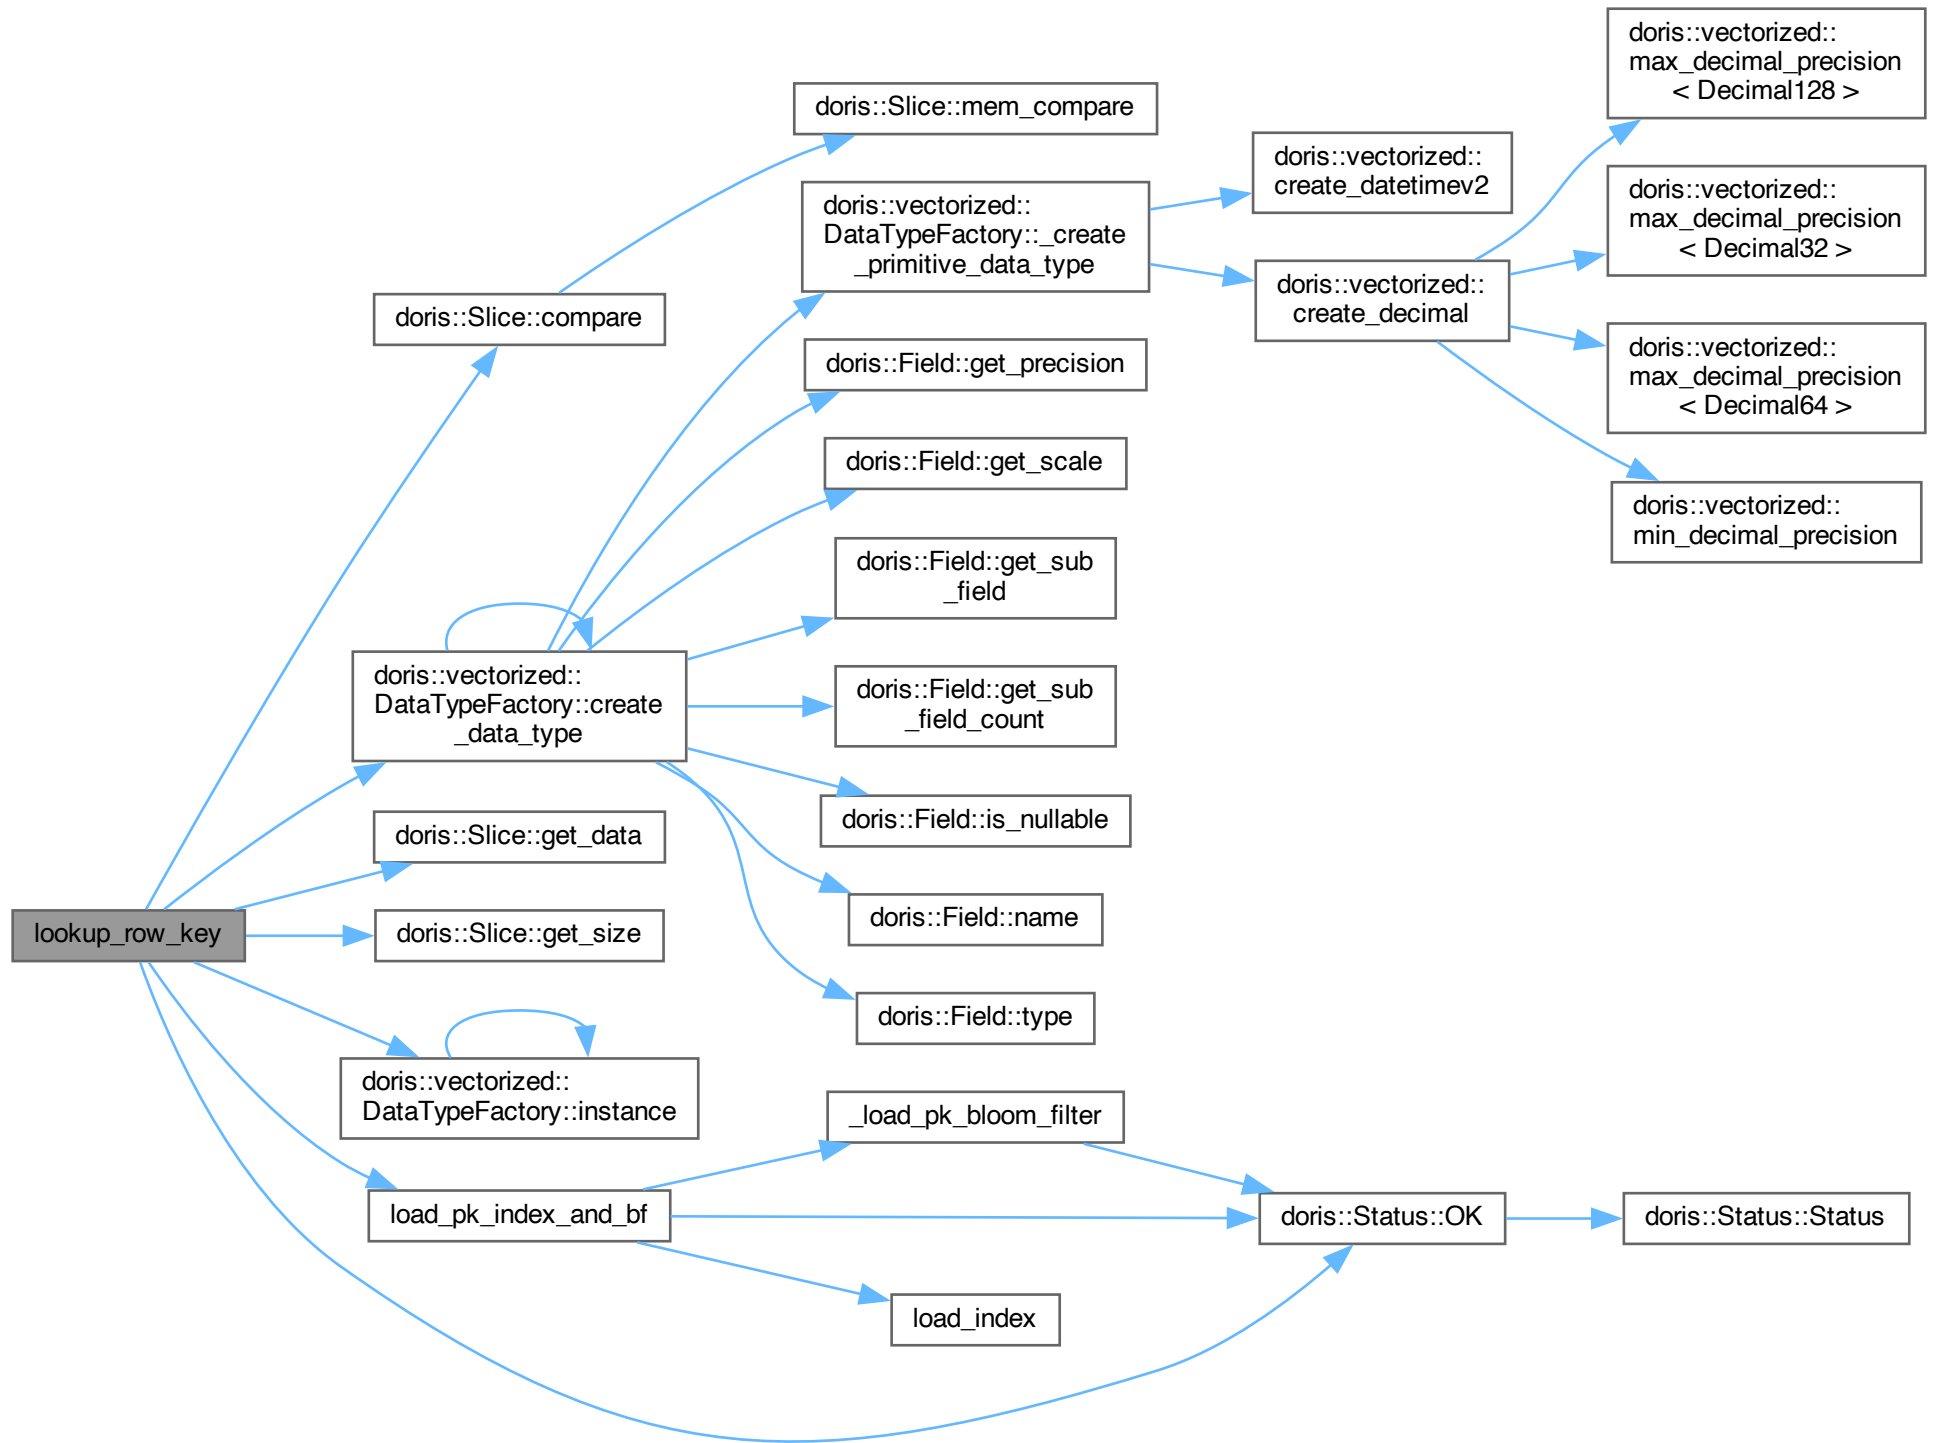 lookup_row_key
doris::Slice::compare
doris::Slice::mem_compare
doris::vectorized::
DataTypeFactory::create
_data_type
doris::vectorized::
DataTypeFactory::_create
_primitive_data_type
doris::vectorized::
create_datetimev2
doris::vectorized::
create_decimal
doris::vectorized::
max_decimal_precision
< Decimal128 >
doris::vectorized::
max_decimal_precision
< Decimal32 >
doris::vectorized::
max_decimal_precision
< Decimal64 >
doris::vectorized::
min_decimal_precision
doris::Field::get_precision
doris::Field::get_scale
doris::Field::get_sub
_field
doris::Field::get_sub
_field_count
doris::Field::is_nullable
doris::Field::name
doris::Field::type
doris::Slice::get_data
doris::Slice::get_size
doris::vectorized::
DataTypeFactory::instance
load_pk_index_and_bf
_load_pk_bloom_filter
doris::Status::OK
doris::Status::Status
load_index